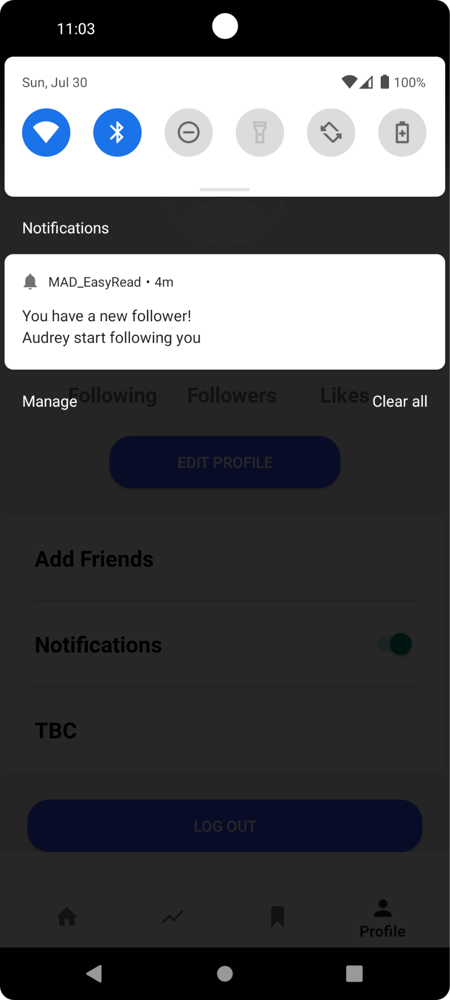 11:03
Sun, Jul 30
100%
Notifications
MAD_EasyRead • 4m
You have a new follower!
Audrey start following you
Following Followers Likes
Manage Clear all
EDIT PROFILE
Add Friends
Notifications
TBC
LOG OUT
Profile